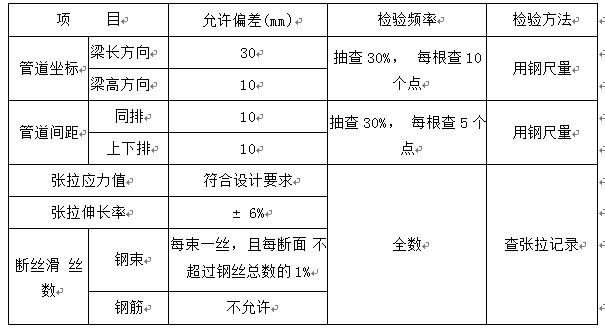 项 目 允许偏差(mm) 检验频率 检验方法
管道坐标 梁长方向 30 抽查30%， 每根查10个点 用钢尺量
梁高方向 10
管道间距 同排 10 抽查30%， 每根查5个点 用钢尺量
上下排 10
张拉应力值 符合设计要求 全数 查张拉记录
张拉伸长率 ± 6%
断丝滑 丝数 钢束 每束一丝，且每断面 不超过钢丝总数的1%
钢筋 不允许